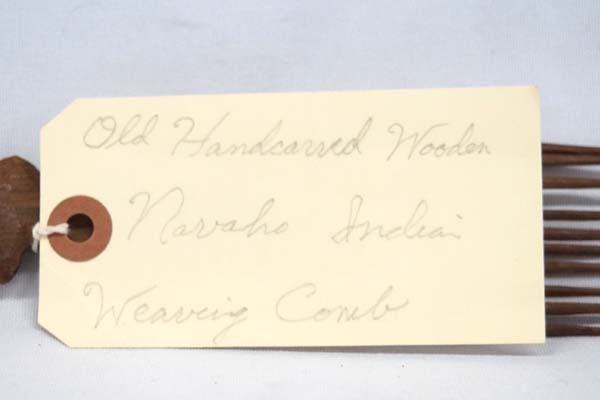 Old Handcarved Wooden
Navaho Indian
Weaving Comb